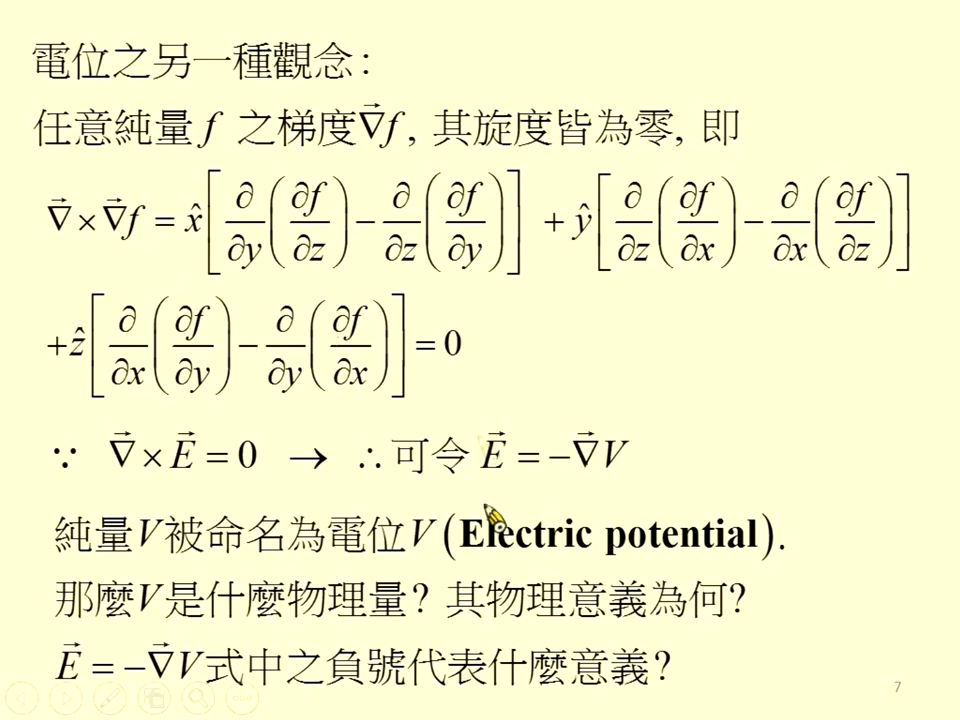 電位之另一種觀念:
任意純量 f 之梯度∇⃗f, 其旋度皆為零, 即
∇⃗×∇⃗f = x̂[∂/∂y(∂f/∂z) − ∂/∂z(∂f/∂y)] + ŷ[∂/∂z(∂f/∂x) − ∂/∂x(∂f/∂z)]
+ẑ[∂/∂x(∂f/∂y) − ∂/∂y(∂f/∂x)] = 0
∵ ∇⃗×E⃗ = 0 → ∴ 可令 E⃗ = −∇⃗V
純量V被命名為電位V(Electric potential).
那麼V是什麼物理量? 其物理意義為何?
E⃗ = −∇⃗V式中之負號代表什麼意義?
7